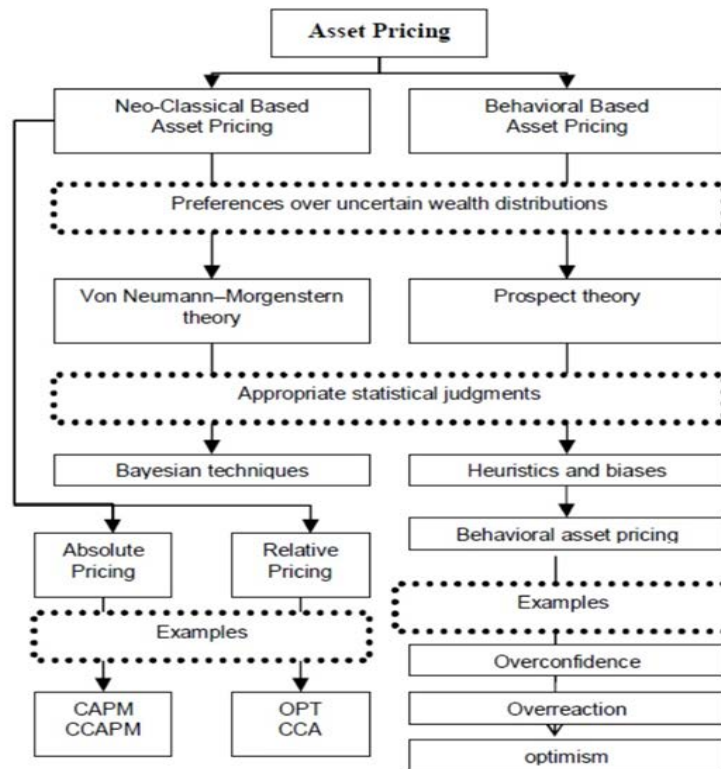 Asset Pricing
Neo-Classical Based
Asset Pricing
Behavioral Based
Asset Pricing
Preferences over uncertain wealth distributions
Von Neumann–Morgenstern
theory
Prospect theory
Appropriate statistical judgments
Bayesian techniques
Heuristics and biases
Absolute
Pricing
Relative
Pricing
Behavioral asset pricing
Examples
Examples
Overconfidence
CAPM
CCAPM
OPT
CCA
Overreaction
optimism